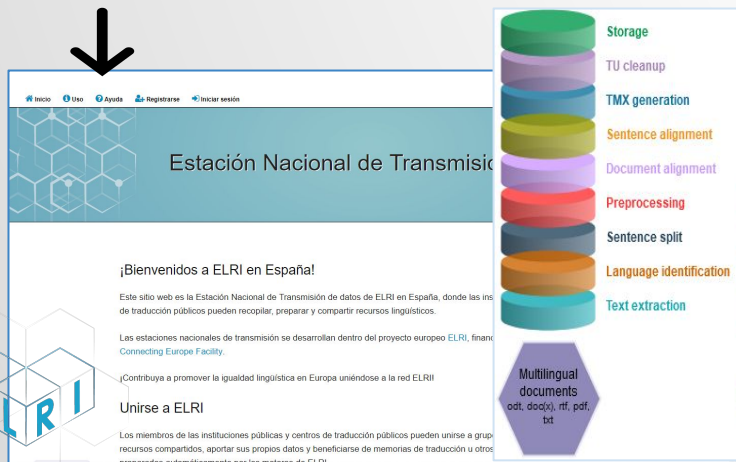 Inicio Uso Ayuda Registrarse Iniciar sesión
Estación Nacional de
¡Bienvenidos a ELRI en España!
Este sitio web es la Estación Nacional de Transmisión de datos de ELRI en España, donde las
de traducción públicos pueden recopilar, preparar y compartir recursos lingüísticos.
Las estaciones nacionales de transmisión se desarrollan dentro del proyecto europeo ELRI,
Connecting Europe Facility.
¡Contribuya a promover la igualdad lingüística en Europa uniéndose a la red ELRI!
Unirse a ELRI
Los miembros de las instituciones públicas y centros de traducción públicos pueden unirse a
recursos compartidos, aportar sus propios datos y beneficiarse de memorias de traducción u otros
LRI
Storage
TU cleanup
TMX generation
Sentence alignment
Document alignment
Preprocessing
Sentence split
Language identification
Text extraction
Multilingual
documents
odt, doc(x), rtf, pdf,
txt